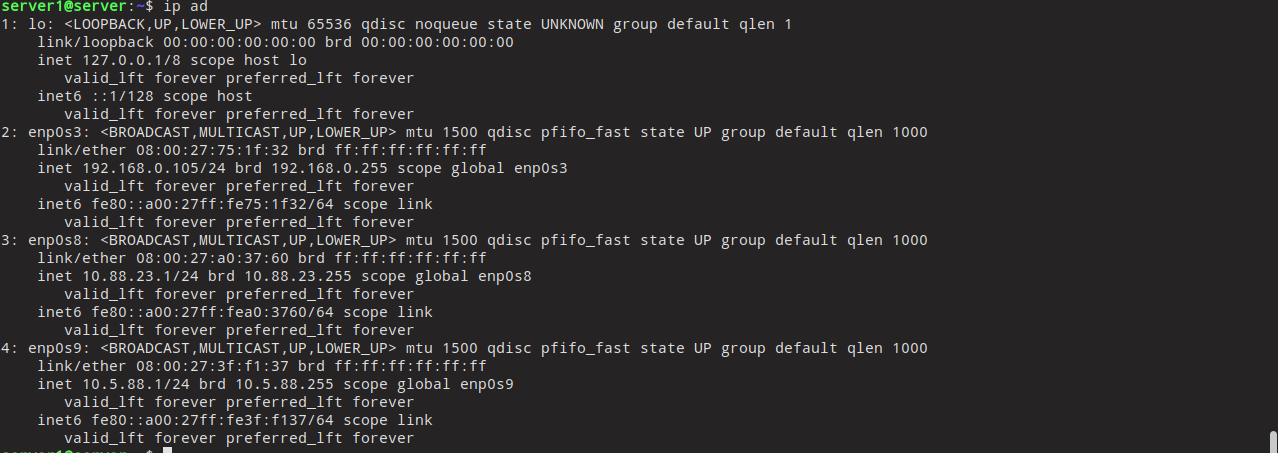 server1@server:~$ ip ad
1: lo: <LOOPBACK,UP,LOWER_UP> mtu 65536 qdisc noqueue state UNKNOWN group default qlen 1
    link/loopback 00:00:00:00:00:00 brd 00:00:00:00:00:00
    inet 127.0.0.1/8 scope host lo
       valid_lft forever preferred_lft forever
    inet6 ::1/128 scope host
       valid_lft forever preferred_lft forever
2: enp0s3: <BROADCAST,MULTICAST,UP,LOWER_UP> mtu 1500 qdisc pfifo_fast state UP group default qlen 1000
    link/ether 08:00:27:75:1f:32 brd ff:ff:ff:ff:ff:ff
    inet 192.168.0.105/24 brd 192.168.0.255 scope global enp0s3
       valid_lft forever preferred_lft forever
    inet6 fe80::a00:27ff:fe75:1f32/64 scope link
       valid_lft forever preferred_lft forever
3: enp0s8: <BROADCAST,MULTICAST,UP,LOWER_UP> mtu 1500 qdisc pfifo_fast state UP group default qlen 1000
    link/ether 08:00:27:a0:37:60 brd ff:ff:ff:ff:ff:ff
    inet 10.88.23.1/24 brd 10.88.23.255 scope global enp0s8
       valid_lft forever preferred_lft forever
    inet6 fe80::a00:27ff:fea0:3760/64 scope link
       valid_lft forever preferred_lft forever
4: enp0s9: <BROADCAST,MULTICAST,UP,LOWER_UP> mtu 1500 qdisc pfifo_fast state UP group default qlen 1000
    link/ether 08:00:27:3f:f1:37 brd ff:ff:ff:ff:ff:ff
    inet 10.5.88.1/24 brd 10.5.88.255 scope global enp0s9
       valid_lft forever preferred_lft forever
    inet6 fe80::a00:27ff:fe3f:f137/64 scope link
       valid_lft forever preferred_lft forever
server1@server:~$